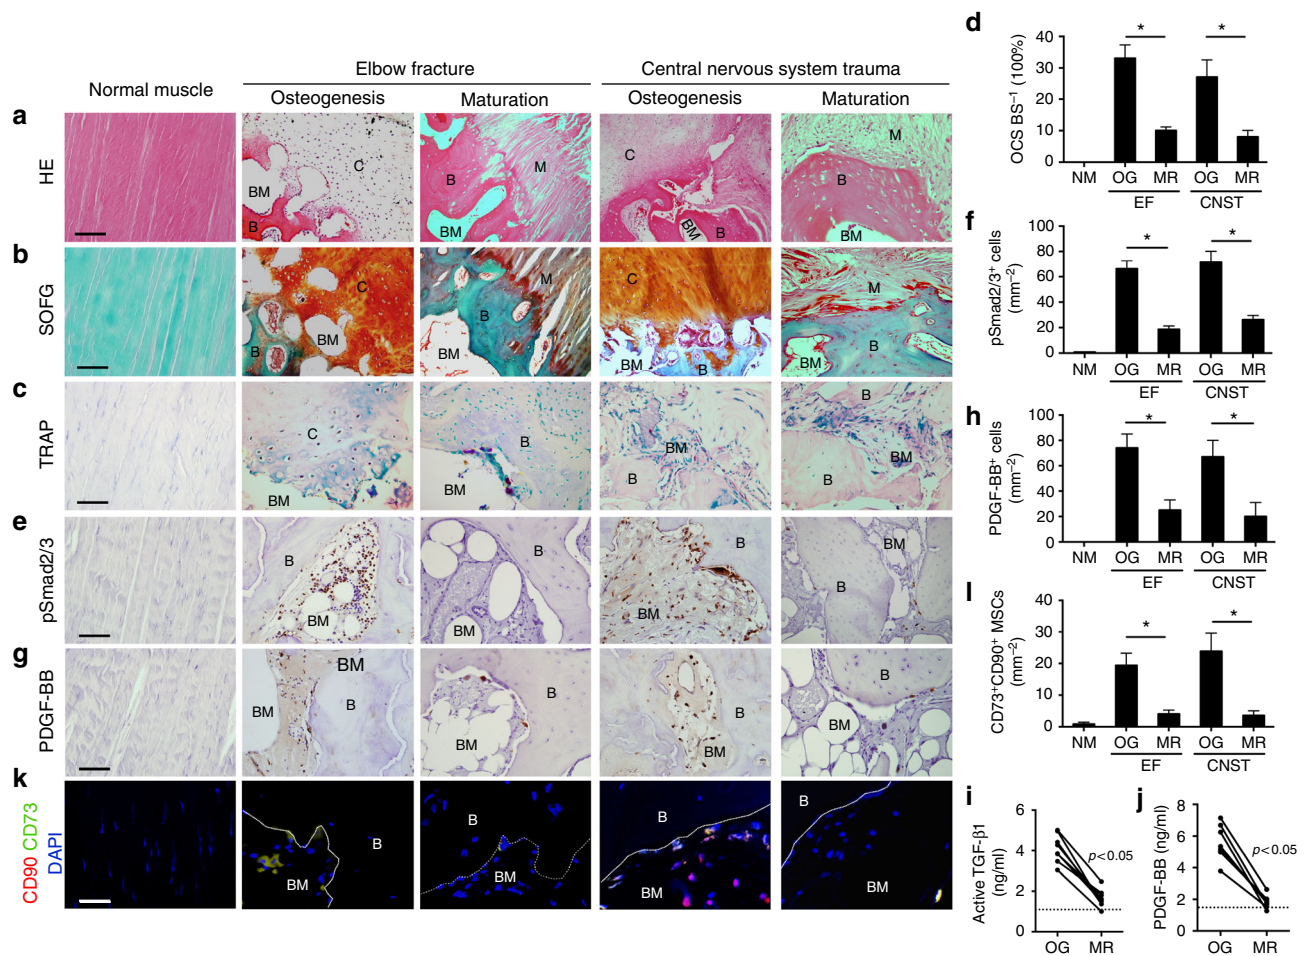 Normal muscle
Elbow fracture
Central nervous system trauma
Osteogenesis
Maturation
Osteogenesis
Maturation
a
HE
BM
B
C
B
M
BM
C
BM
B
M
B
BM
b
SOFG
C
B
BM
M
B
BM
C
BM
B
M
BM
B
c
TRAP
C
BM
B
BM
BM
B
B
BM
B
e
pSmad2/3
B
BM
B
BM
B
BM
BM
B
g
PDGF-BB
BM
BM
B
B
BM
B
BM
B
BM
k
CD90 CD73
DAPI
B
BM
B
BM
B
BM
B
BM
d
OCS BS⁻¹ (100%)
40
30
20
10
0
*
*
NM
OG
MR
OG
MR
EF
CNST
f
pSmad2/3⁺ cells
(mm⁻²)
100
80
60
40
20
0
*
*
NM
OG
MR
OG
MR
EF
CNST
h
PDGF-BB⁺ cells
(mm⁻²)
100
80
60
40
20
0
*
*
NM
OG
MR
OG
MR
EF
CNST
l
CD73⁺CD90⁺ MSCs
(mm⁻²)
40
30
20
10
0
*
*
NM
OG
MR
OG
MR
EF
CNST
i
Active TGF-β1
(ng/ml)
6
4
2
0
p<0.05
OG
MR
j
PDGF-BB (ng/ml)
8
6
4
2
0
p<0.05
OG
MR